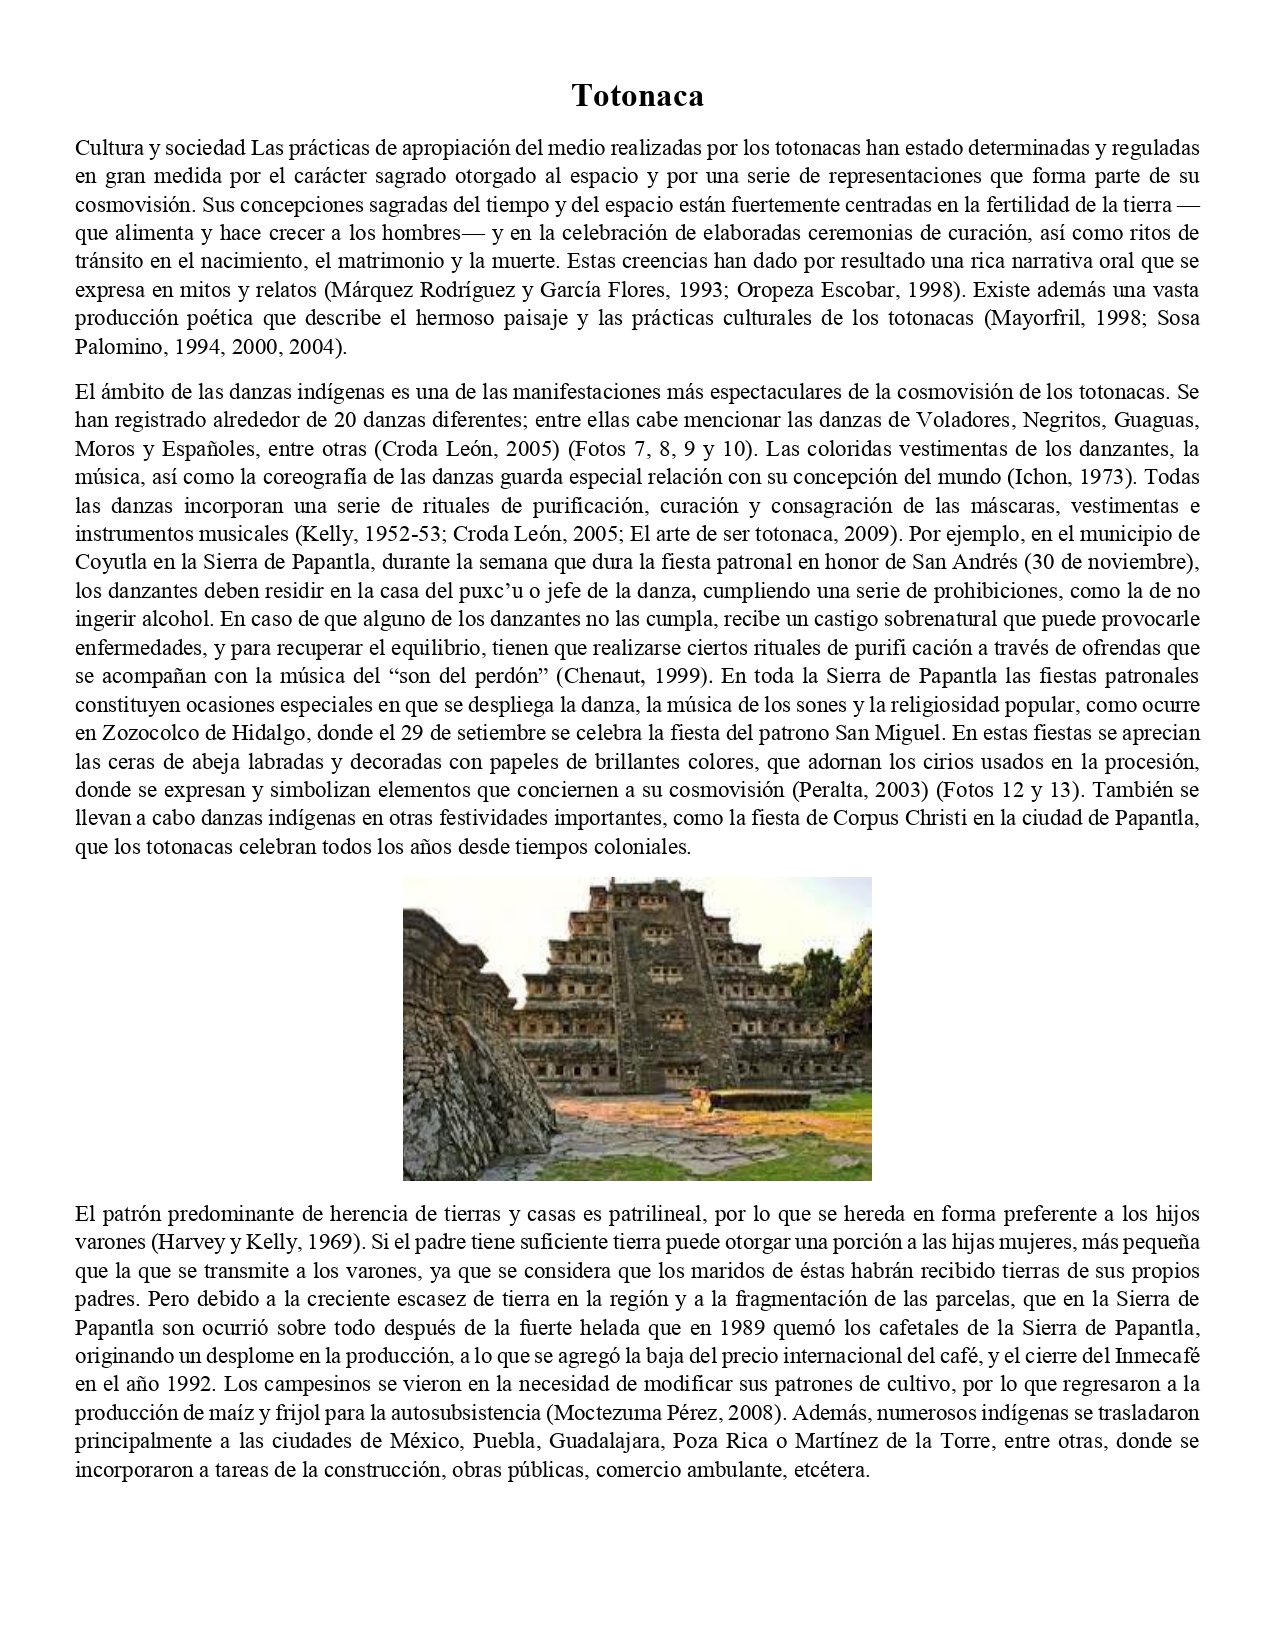 Totonaca
Cultura y sociedad Las prácticas de apropiación del medio realizadas por los totonacas han estado determinadas y reguladas
en gran medida por el carácter sagrado otorgado al espacio y por una serie de representaciones que forma parte de su
cosmovisión. Sus concepciones sagradas del tiempo y del espacio están fuertemente centradas en la fertilidad de la tierra —
que alimenta y hace crecer a los hombres— y en la celebración de elaboradas ceremonias de curación, así como ritos de
tránsito en el nacimiento, el matrimonio y la muerte. Estas creencias han dado por resultado una rica narrativa oral que se
expresa en mitos y relatos (Márquez Rodríguez y García Flores, 1993; Oropeza Escobar, 1998). Existe además una vasta
producción poética que describe el hermoso paisaje y las prácticas culturales de los totonacas (Mayorfril, 1998; Sosa
Palomino, 1994, 2000, 2004).
El ámbito de las danzas indígenas es una de las manifestaciones más espectaculares de la cosmovisión de los totonacas. Se
han registrado alrededor de 20 danzas diferentes; entre ellas cabe mencionar las danzas de Voladores, Negritos, Guaguas,
Moros y Españoles, entre otras (Croda León, 2005) (Fotos 7, 8, 9 y 10). Las coloridas vestimentas de los danzantes, la
música, así como la coreografía de las danzas guarda especial relación con su concepción del mundo (Ichon, 1973). Todas
las danzas incorporan una serie de rituales de purificación, curación y consagración de las máscaras, vestimentas e
instrumentos musicales (Kelly, 1952-53; Croda León, 2005; El arte de ser totonaca, 2009). Por ejemplo, en el municipio de
Coyutla en la Sierra de Papantla, durante la semana que dura la fiesta patronal en honor de San Andrés (30 de noviembre),
los danzantes deben residir en la casa del puxc’u o jefe de la danza, cumpliendo una serie de prohibiciones, como la de no
ingerir alcohol. En caso de que alguno de los danzantes no las cumpla, recibe un castigo sobrenatural que puede provocarle
enfermedades, y para recuperar el equilibrio, tienen que realizarse ciertos rituales de purifi cación a través de ofrendas que
se acompañan con la música del “son del perdón” (Chenaut, 1999). En toda la Sierra de Papantla las fiestas patronales
constituyen ocasiones especiales en que se despliega la danza, la música de los sones y la religiosidad popular, como ocurre
en Zozocolco de Hidalgo, donde el 29 de setiembre se celebra la fiesta del patrono San Miguel. En estas fiestas se aprecian
las ceras de abeja labradas y decoradas con papeles de brillantes colores, que adornan los cirios usados en la procesión,
donde se expresan y simbolizan elementos que conciernen a su cosmovisión (Peralta, 2003) (Fotos 12 y 13). También se
llevan a cabo danzas indígenas en otras festividades importantes, como la fiesta de Corpus Christi en la ciudad de Papantla,
que los totonacas celebran todos los años desde tiempos coloniales.
El patrón predominante de herencia de tierras y casas es patrilineal, por lo que se hereda en forma preferente a los hijos
varones (Harvey y Kelly, 1969). Si el padre tiene suficiente tierra puede otorgar una porción a las hijas mujeres, más pequeña
que la que se transmite a los varones, ya que se considera que los maridos de éstas habrán recibido tierras de sus propios
padres. Pero debido a la creciente escasez de tierra en la región y a la fragmentación de las parcelas, que en la Sierra de
Papantla son ocurrió sobre todo después de la fuerte helada que en 1989 quemó los cafetales de la Sierra de Papantla,
originando un desplome en la producción, a lo que se agregó la baja del precio internacional del café, y el cierre del Inmecafé
en el año 1992. Los campesinos se vieron en la necesidad de modificar sus patrones de cultivo, por lo que regresaron a la
producción de maíz y frijol para la autosubsistencia (Moctezuma Pérez, 2008). Además, numerosos indígenas se trasladaron
principalmente a las ciudades de México, Puebla, Guadalajara, Poza Rica o Martínez de la Torre, entre otras, donde se
incorporaron a tareas de la construcción, obras públicas, comercio ambulante, etcétera.